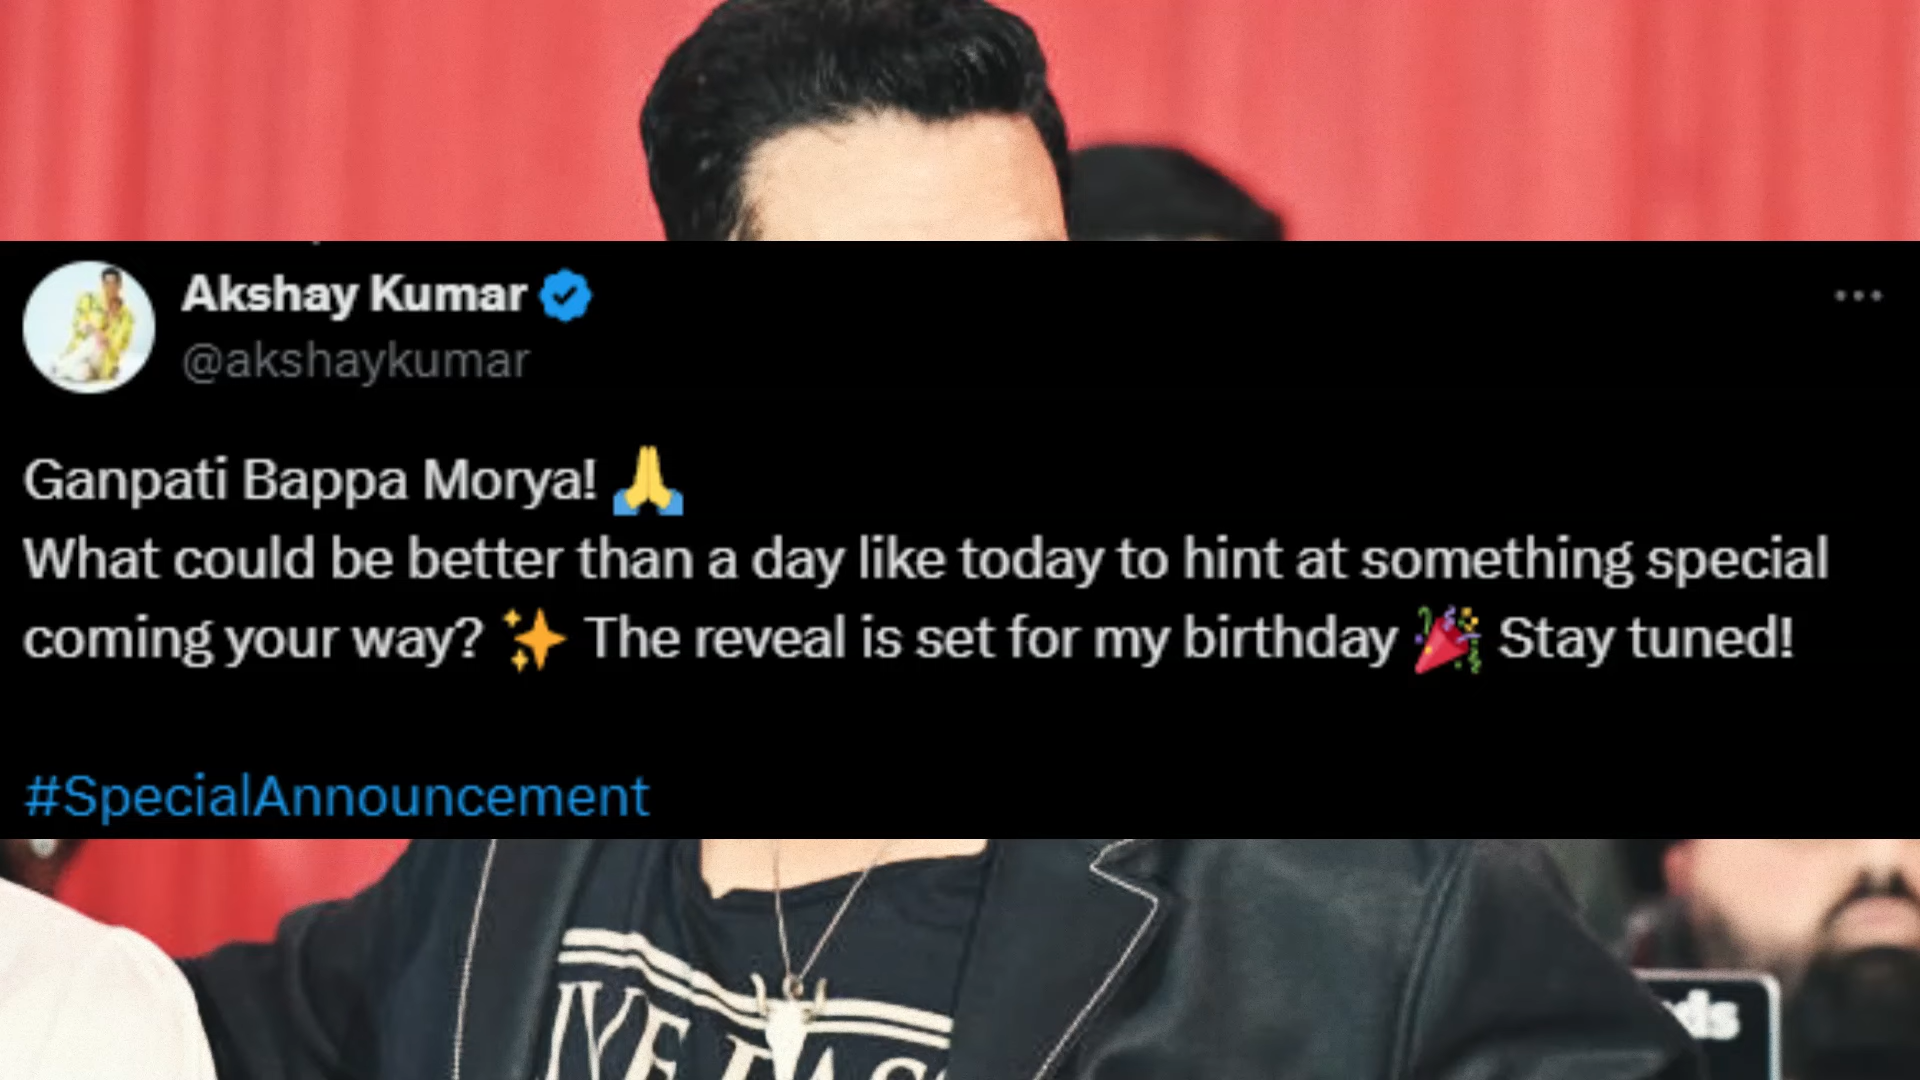 Akshay Kumar
@akshaykumar
Ganpati Bappa Morya! 🙏
What could be better than a day like today to hint at something special
coming your way? ✨ The reveal is set for my birthday 🎉 Stay tuned!
#SpecialAnnouncement